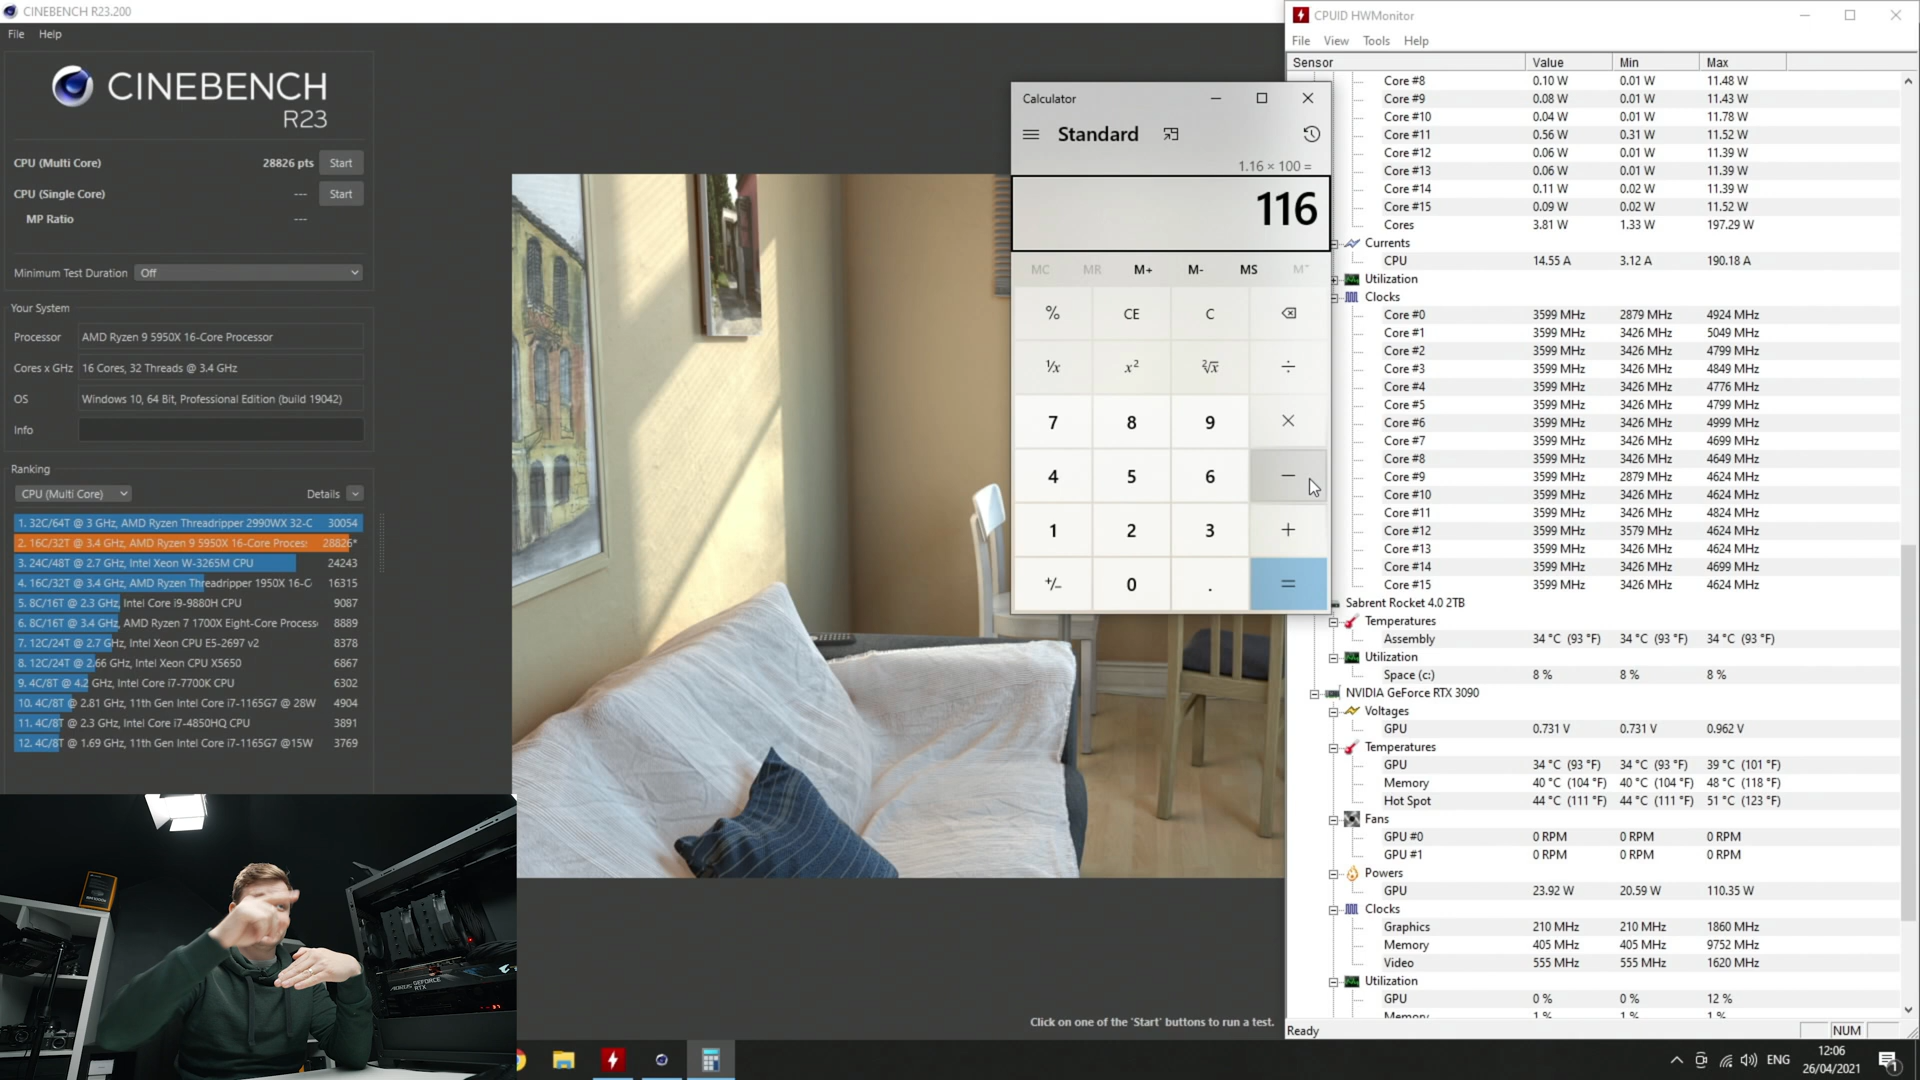 CINEBENCH R23.200
File Help
CINEBENCH
R23
CPU (Multi Core) 28826 pts Start
CPU (Single Core) --- Start
MP Ratio ---
Minimum Test Duration Off
Your System
Processor AMD Ryzen 9 5950X 16-Core Processor
Cores x GHz 16 Cores, 32 Threads @ 3.4 GHz
OS Windows 10, 64 Bit, Professional Edition (build 19042)
Info
Ranking
CPU (Multi Core) Details
1. 32C/64T @ 3 GHz, AMD Ryzen Threadripper 2990WX 32-C 30054
2. 16C/32T @ 3.4 GHz, AMD Ryzen 9 5950X 16-Core Proces 28826*
3. 24C/48T @ 2.7 GHz, Intel Xeon W-3265M CPU 24243
4. 16C/32T @ 3.4 GHz, AMD Ryzen Threadripper 1950X 16-C 16315
5. 8C/16T @ 2.3 GHz, Intel Core i9-9880H CPU 9087
6. 8C/16T @ 3.4 GHz, AMD Ryzen 7 1700X Eight-Core Process 8889
7. 12C/24T @ 2.7 GHz, Intel Xeon CPU E5-2697 v2 8378
8. 12C/24T @ 2.66 GHz, Intel Xeon CPU X5650 6867
9. 4C/8T @ 4.2 GHz, Intel Core i7-7700K CPU 6302
10. 4C/8T @ 2.81 GHz, 11th Gen Intel Core i7-1165G7 @ 28W 4904
11. 4C/8T @ 2.3 GHz, Intel Core i7-4850HQ CPU 3891
12. 4C/8T @ 1.69 GHz, 11th Gen Intel Core i7-1165G7 @15W 3769
AORUS GEFORCE
RTX
Click on one of the 'Start' buttons to run a test.
Calculator
Standard
1.16 × 100 =
116
MC MR M+ M- MS M˅
% CE C
¹/x x² ²√x ÷
7 8 9 ×
4 5 6 −
1 2 3 +
+/− 0 . =
CPUID HWMonitor
File View Tools Help
Sensor Value Min Max
Core #8 0.10 W 0.01 W 11.48 W
Core #9 0.08 W 0.01 W 11.43 W
Core #10 0.04 W 0.01 W 11.78 W
Core #11 0.56 W 0.31 W 11.52 W
Core #12 0.06 W 0.01 W 11.39 W
Core #13 0.06 W 0.01 W 11.39 W
Core #14 0.11 W 0.02 W 11.39 W
Core #15 0.09 W 0.02 W 11.52 W
Cores 3.81 W 1.33 W 197.29 W
Currents
CPU 14.55 A 3.12 A 190.18 A
Utilization
Clocks
Core #0 3599 MHz 2879 MHz 4924 MHz
Core #1 3599 MHz 3426 MHz 5049 MHz
Core #2 3599 MHz 3426 MHz 4799 MHz
Core #3 3599 MHz 3426 MHz 4849 MHz
Core #4 3599 MHz 3426 MHz 4776 MHz
Core #5 3599 MHz 3426 MHz 4799 MHz
Core #6 3599 MHz 3426 MHz 4999 MHz
Core #7 3599 MHz 3426 MHz 4699 MHz
Core #8 3599 MHz 3426 MHz 4649 MHz
Core #9 3599 MHz 2879 MHz 4624 MHz
Core #10 3599 MHz 3426 MHz 4624 MHz
Core #11 3599 MHz 3426 MHz 4824 MHz
Core #12 3599 MHz 3579 MHz 4624 MHz
Core #13 3599 MHz 3426 MHz 4624 MHz
Core #14 3599 MHz 3426 MHz 4699 MHz
Core #15 3599 MHz 3426 MHz 4624 MHz
Sabrent Rocket 4.0 2TB
Temperatures
Assembly 34 °C (93 °F) 34 °C (93 °F) 34 °C (93 °F)
Utilization
Space (c:) 8 % 8 % 8 %
NVIDIA GeForce RTX 3090
Voltages
GPU 0.731 V 0.731 V 0.962 V
Temperatures
GPU 34 °C (93 °F) 34 °C (93 °F) 39 °C (101 °F)
Memory 40 °C (104 °F) 40 °C (104 °F) 48 °C (118 °F)
Hot Spot 44 °C (111 °F) 44 °C (111 °F) 51 °C (123 °F)
Fans
GPU #0 0 RPM 0 RPM 0 RPM
GPU #1 0 RPM 0 RPM 0 RPM
Powers
GPU 23.92 W 20.59 W 110.35 W
Clocks
Graphics 210 MHz 210 MHz 1860 MHz
Memory 405 MHz 405 MHz 9752 MHz
Video 555 MHz 555 MHz 1620 MHz
Utilization
GPU 0 % 0 % 12 %
Memory 1 % 1 % 1 %
Ready NUM
ENG 12:06
26/04/2021 1